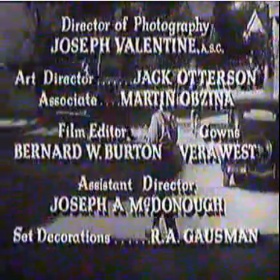 Director of Photography
JOSEPH VALENTINE, A.S.C.
Art Director ...... JACK OTTERSON
Associate ... MARTIN OBZINA
Film Editor Gowns
BERNARD W. BURTON VERA WEST
Assistant Director
JOSEPH A. McDONOUGH
Set Decorations ..... R.A. GAUSMAN